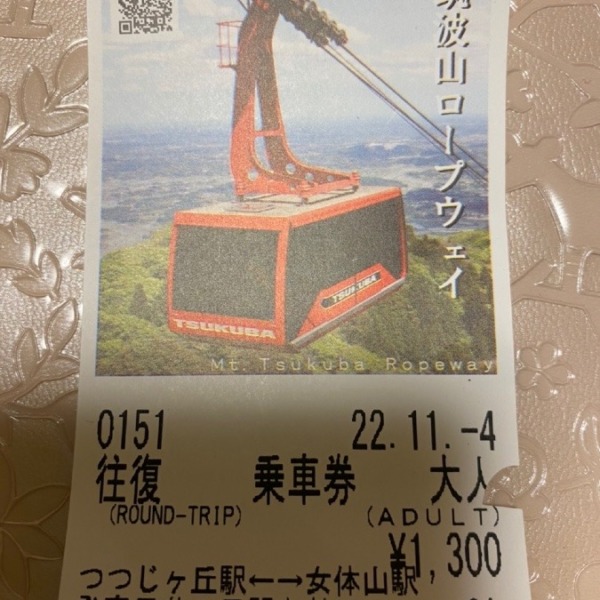 筑波山ロープウェイ
TSUKUBA
TSUKUBA
Mt. Tsukuba Ropeway
0151 22.11.-4
往復 乗車券 大人
(ROUND-TRIP) (ADULT)
¥1,300
つつじヶ丘駅←→女体山駅